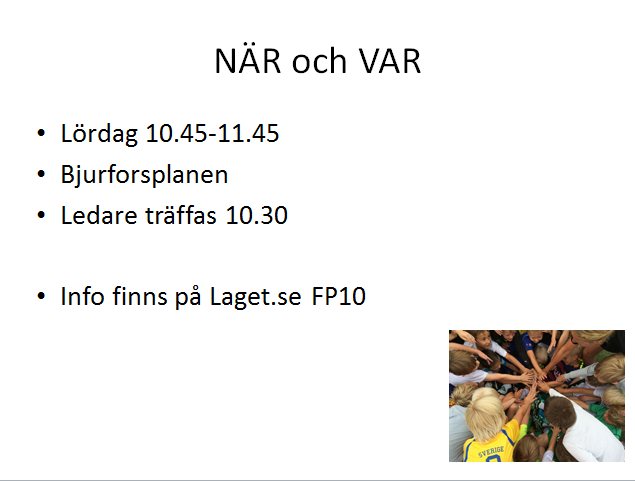 NÄR och VAR
• Lördag 10.45-11.45
• Bjurforsplanen
• Ledare träffas 10.30
• Info finns på Laget.se FP10
SVERIGE